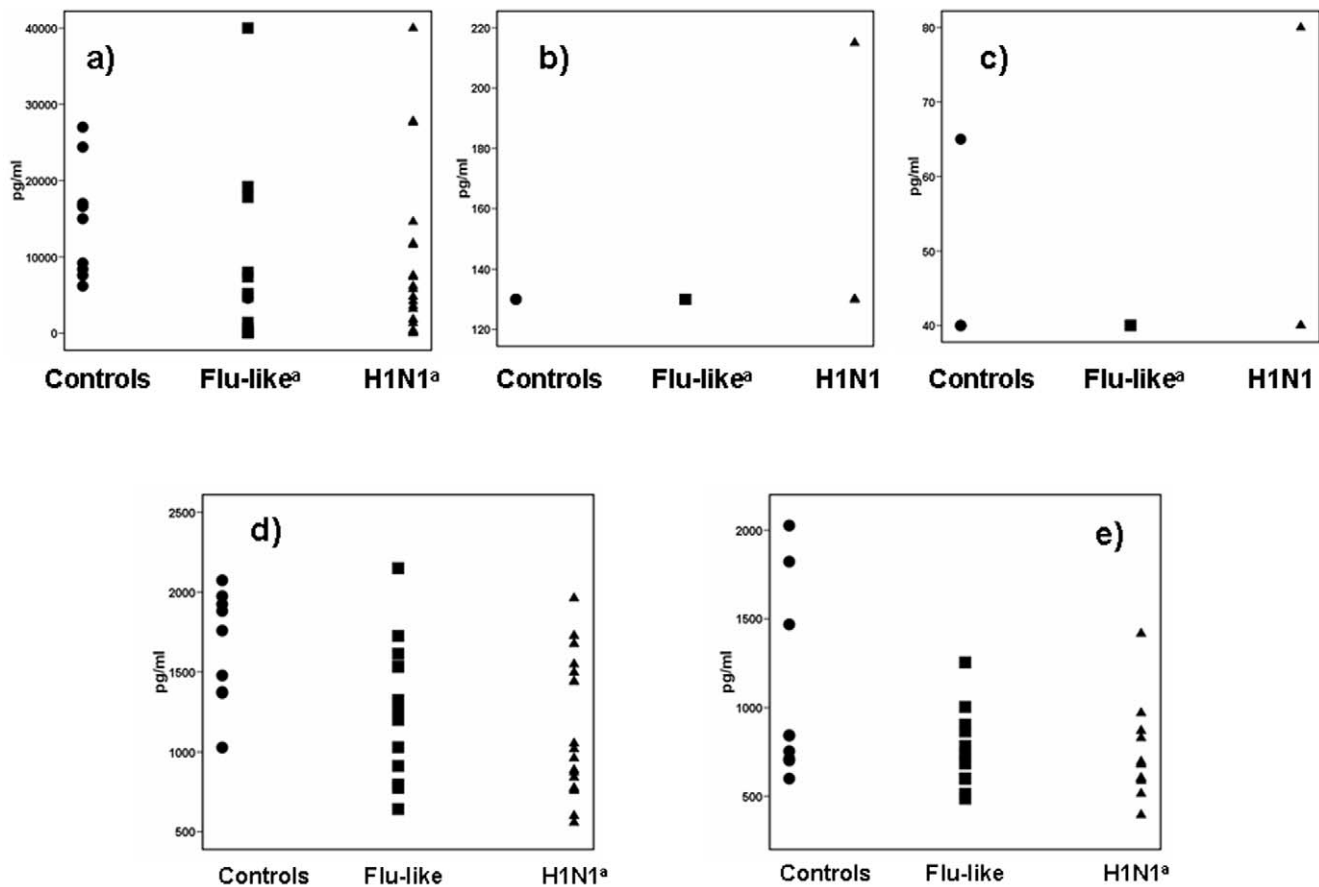 a)
40000
30000
20000
10000
0
pg/ml
Controls Flu-likeᵃ H1N1ᵃ
b)
220
200
180
160
140
120
pg/ml
Controls Flu-likeᵃ H1N1
c)
80
70
60
50
40
pg/ml
Controls Flu-likeᵃ H1N1
d)
2500
2000
1500
1000
500
pg/ml
Controls Flu-like H1N1ᵃ
e)
2000
1500
1000
500
pg/ml
Controls Flu-like H1N1ᵃ